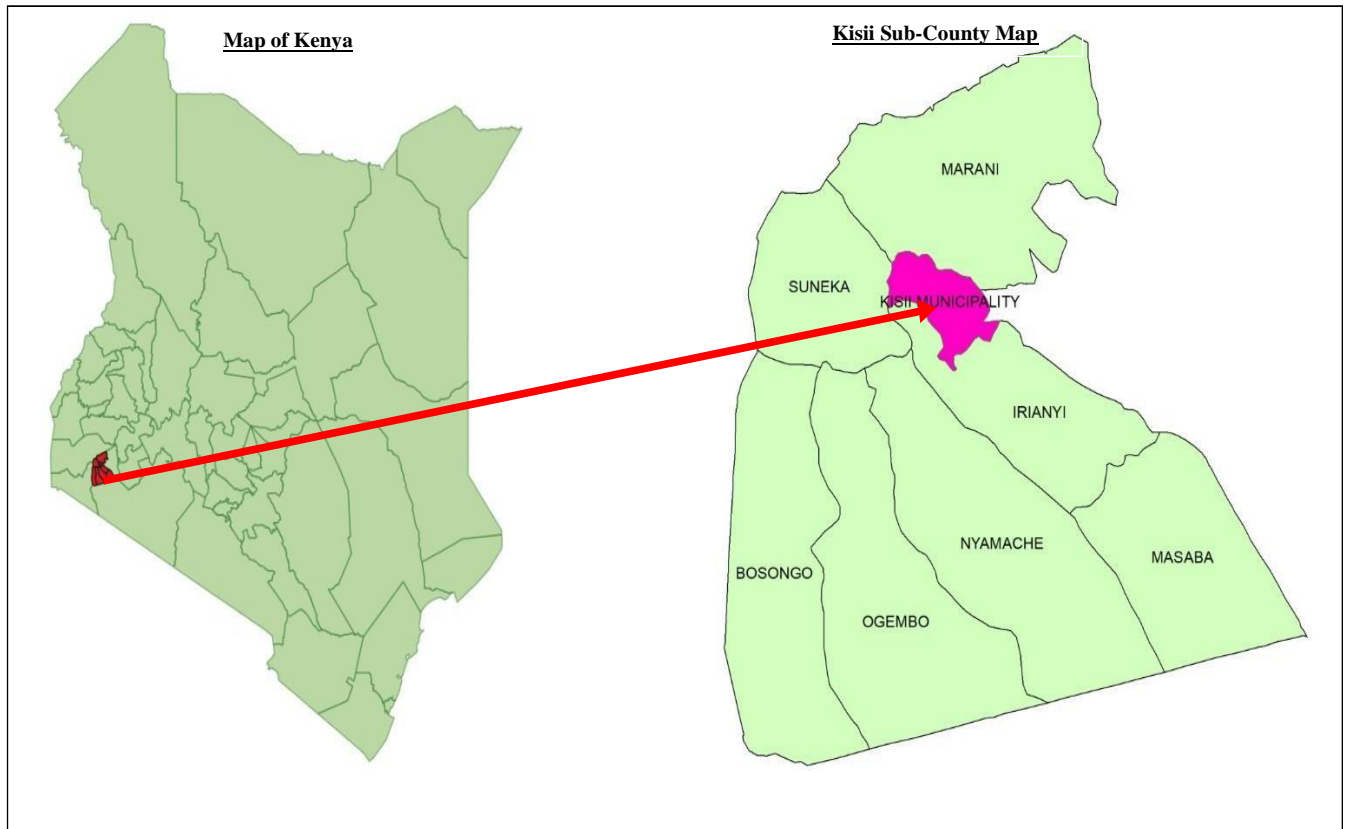 Map of Kenya
Kisii Sub-County Map
MARANI
SUNEKA
KISII MUNICIPALITY
IRIANYI
NYAMACHE
MASABA
BOSONGO
OGEMBO